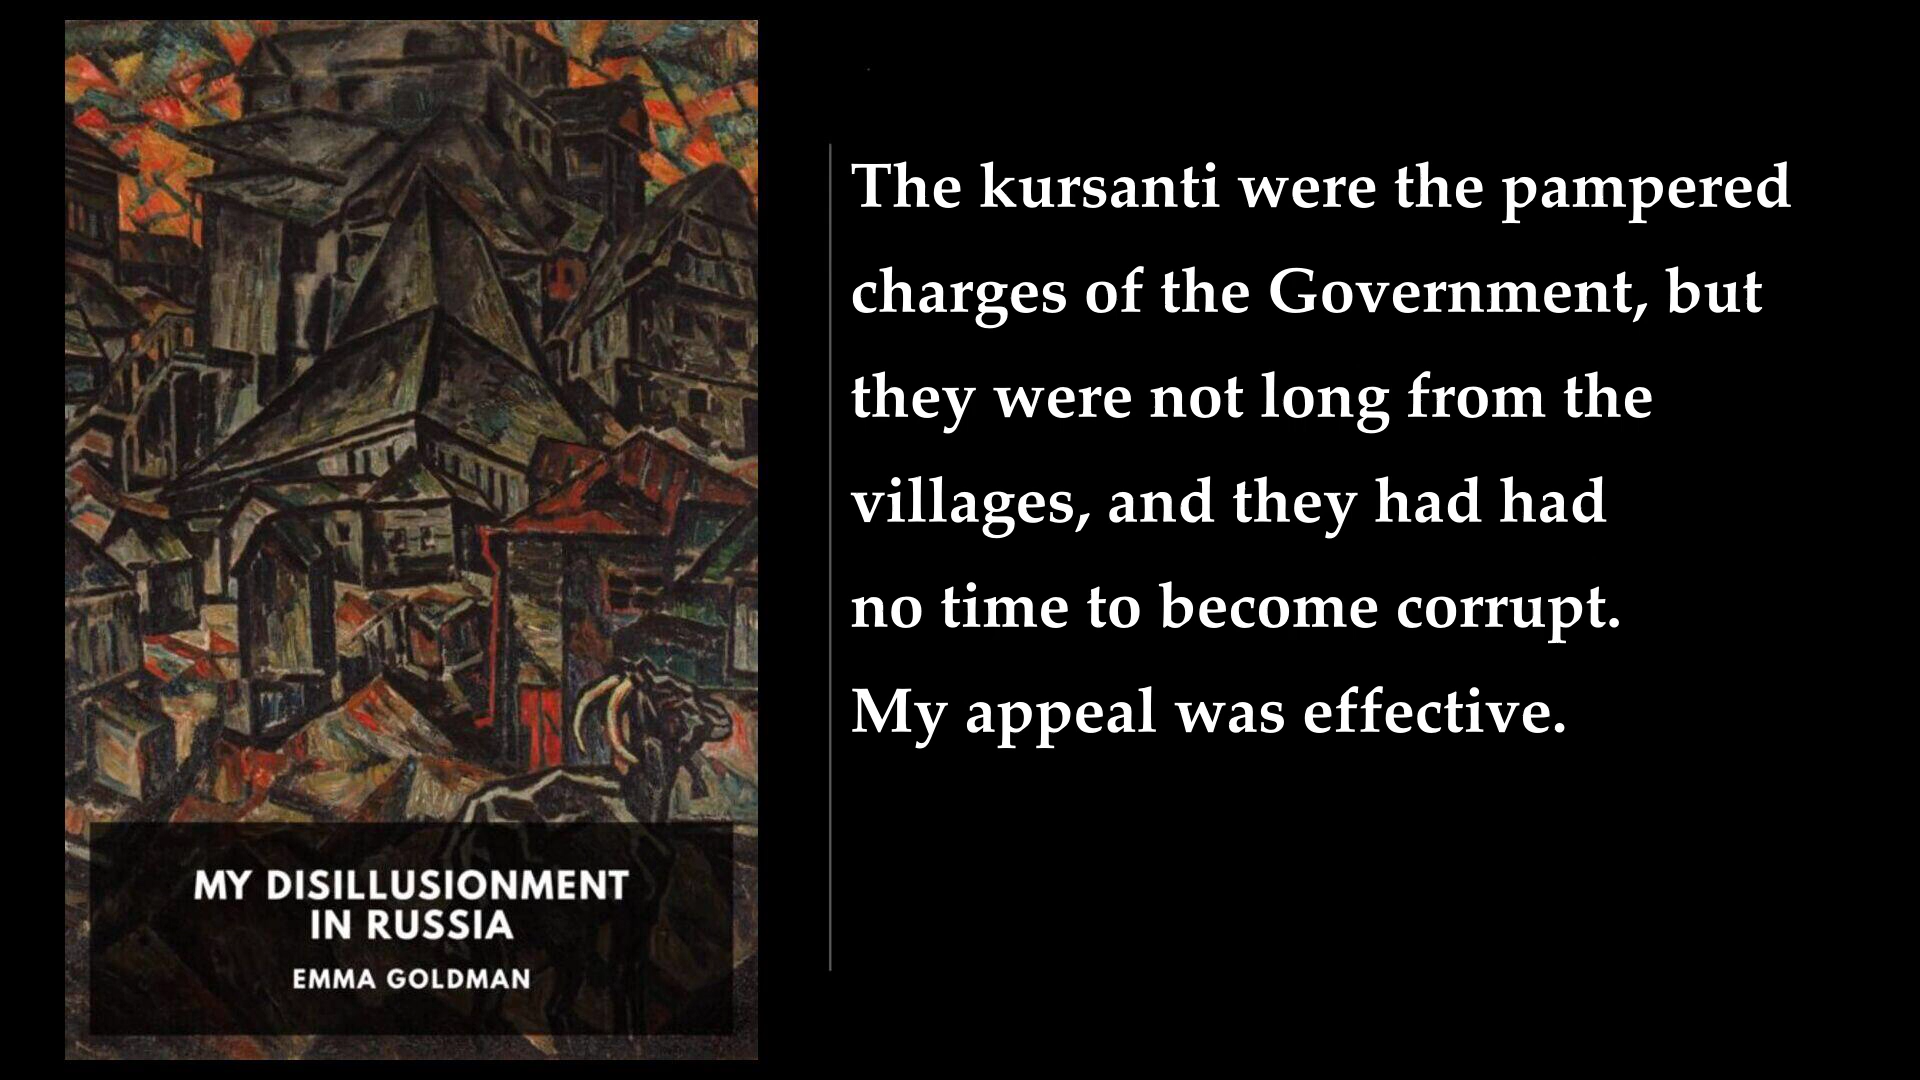 MY DISILLUSIONMENT
IN RUSSIA
EMMA GOLDMAN
The kursanti were the pampered
charges of the Government, but
they were not long from the
villages, and they had had
no time to become corrupt.
My appeal was effective.